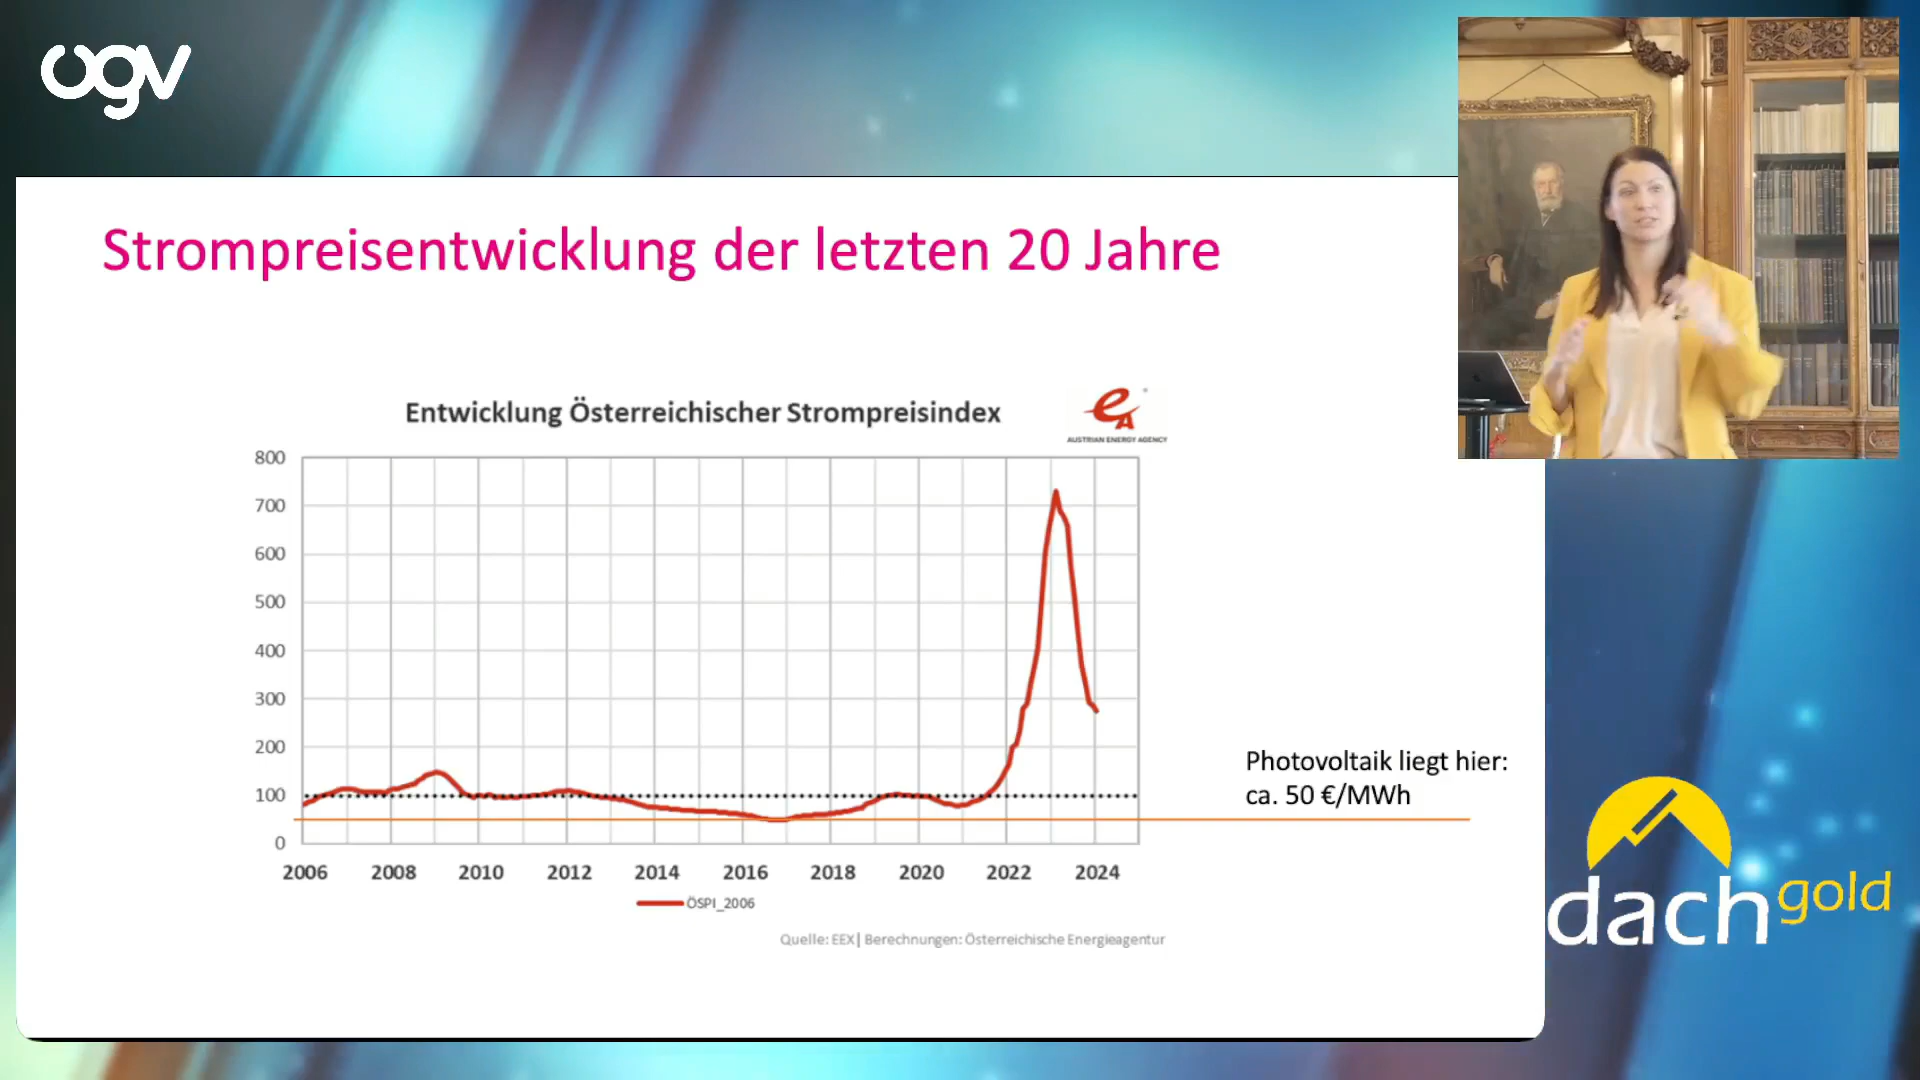 ogv
Strompreisentwicklung der letzten 20 Jahre
Entwicklung Österreichischer Strompreisindex
e A
AUSTRIAN ENERGY AGENCY
800
700
600
500
400
300
200
100
0
2006 2008 2010 2012 2014 2016 2018 2020 2022 2024
ÖSPI_2006
Quelle: EEX| Berechnungen: Österreichische Energieagentur
Photovoltaik liegt hier:
ca. 50 €/MWh
dachgold